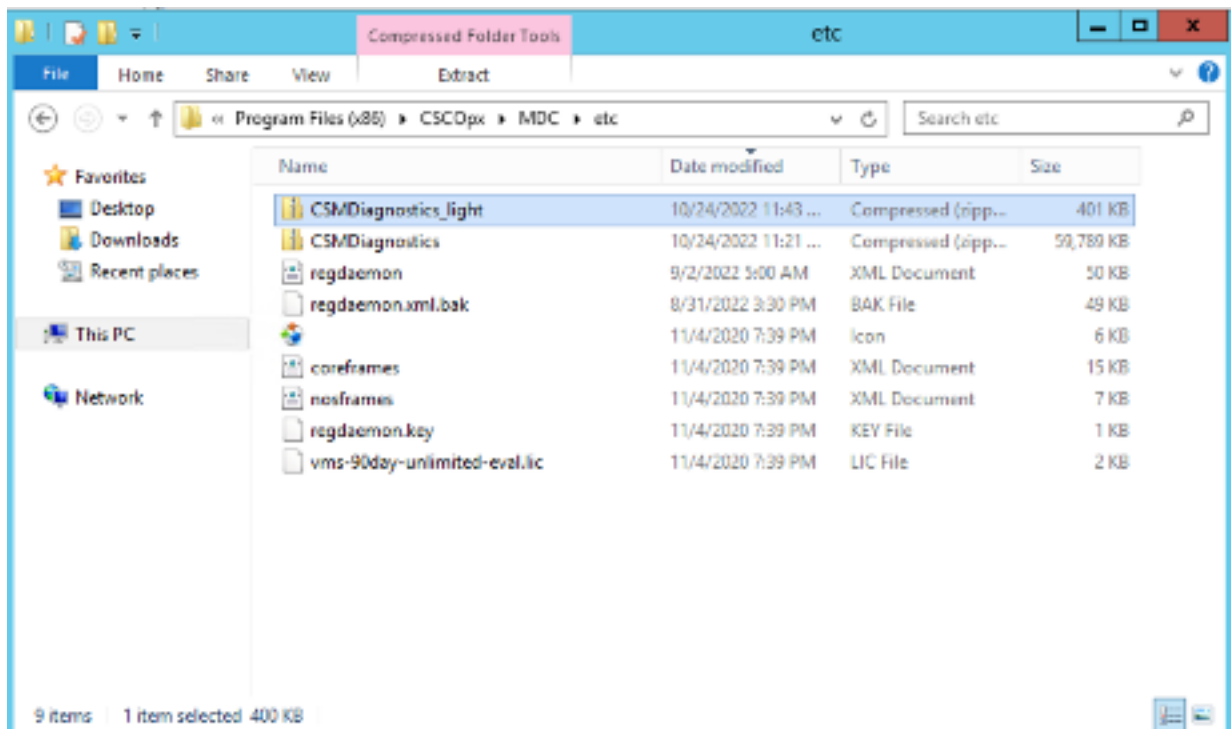 Compressed Folder Tools
etc
File Home Share View Extract
« Program Files (x86) CSCOpx MDC etc
Search etc
Name Date modified Type Size
Favorites
Desktop
Downloads
Recent places
This PC
Network
CSMDiagnostics_light 10/24/2022 11:43 ... Compressed (zipp... 401 KB
CSMDiagnostics 10/24/2022 11:21 ... Compressed (zipp... 59,789 KB
regdaemon 9/2/2022 5:00 AM XML Document 50 KB
regdaemon.xml.bak 8/31/2022 3:30 PM BAK File 49 KB
11/4/2020 7:39 PM Icon 6 KB
coreframes 11/4/2020 7:39 PM XML Document 15 KB
nosframes 11/4/2020 7:39 PM XML Document 7 KB
regdaemon.key 11/4/2020 7:39 PM KEY File 1 KB
vms-90day-unlimited-eval.lic 11/4/2020 7:39 PM LIC File 2 KB
9 items 1 item selected 400 KB